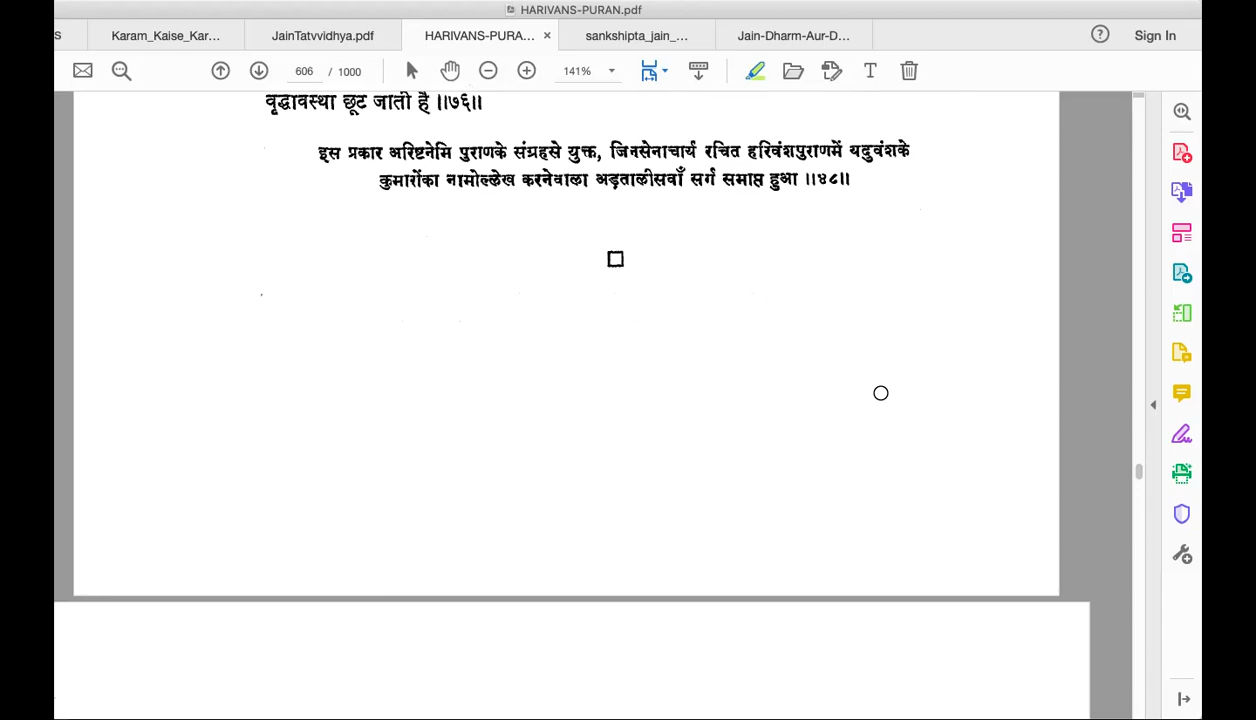 HARIVANS-PURAN.pdf
s
Karam_Kaise_Kar...
JainTatvvidhya.pdf
HARIVANS-PURA... ×
sankshipta_jain_...
Jain-Dharm-Aur-D...
Sign In
606 / 1000
141%
वृद्धावस्था छूट जाती है ॥७६॥
इस प्रकार अरिष्टनेमि पुराणके संग्रहसे युक्त, जिनसेनाचार्य रचित हरिवंशपुराणमें यदुवंशके
कुमारोंका नामोल्लेख करनेवाला अड़तालीसवाँ सर्ग समाप्त हुआ ॥४८॥